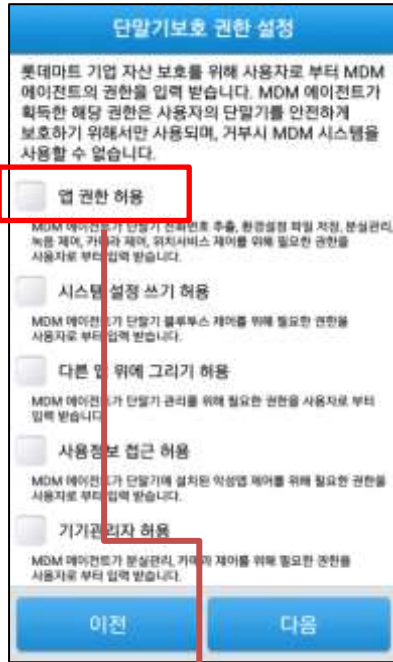 단말기보호 권한 설정
롯데마트 기업 자산 보호를 위해 사용자로 부터 MDM
에이전트의 권한을 입력 받습니다. MDM 에이전트가
획득한 해당 권한은 사용자의 단말기를 안전하게
보호하기 위해서만 사용되며, 거부시 MDM 시스템을
사용할 수 없습니다.
앱 권한 허용
MDM 에이전트가 단말기 전화번호 추출, 환경설정 파일 저장, 분실관리,
녹음 제어, 카메라 제어, 위치서비스 제어를 위해 필요한 권한을
사용자로 부터 입력 받습니다.
시스템 설정 쓰기 허용
MDM 에이전트가 단말기 블루투스 제어를 위해 필요한 권한을
사용자로 부터 입력 받습니다.
다른 앱 위에 그리기 허용
MDM 에이전트가 단말기 관리를 위해 필요한 권한을 사용자로 부터
입력 받습니다.
사용정보 접근 허용
MDM 에이전트가 단말기에 설치된 악성앱 제어를 위해 필요한 권한을
사용자로 부터 입력 받습니다.
기기관리자 허용
MDM 에이전트가 분실관리, 카메라 제어를 위해 필요한 권한을
사용자로 부터 입력 받습니다.
이전
다음